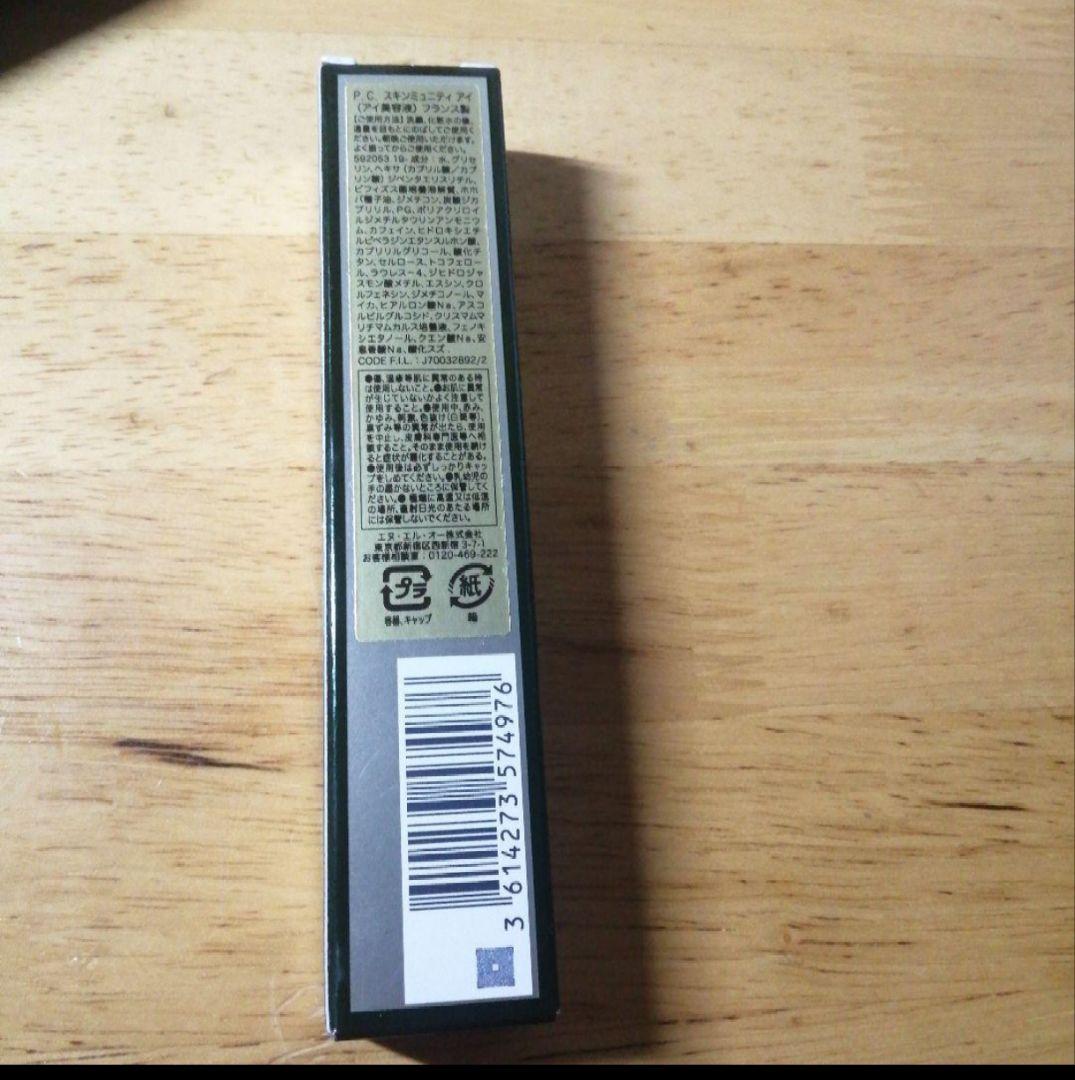 P.C. スキンミュニティ アイ
(アイ美容液) フランス製
【ご使用方法】洗顔、化粧水の後、
適量を目もとにのばしてご使用く
ださい。朝晩ご使用いただけます。
よく振ってからご使用ください。
592053 19- 成分：水、グリセ
リン、ヘキサ(カプリル酸／カプ
リン酸)ジペンタエリスリチル、
ビフィズス菌培養溶解質、ホホ
バ種子油、ジメチコン、炭酸ジカ
プリリル、PG、ポリアクリロイ
ルジメチルタウリンアンモニウ
ム、カフェイン、ヒドロキシエチ
ルピペラジンエタンスルホン酸、
カプリリルグリコール、酸化チ
タン、セルロース、トコフェロー
ル、ラウレス-4、ジヒドロジャ
スモン酸メチル、エスシン、クロ
ルフェネシン、ジメチコノール、マ
イカ、ヒアルロン酸Na、アスコ
ルビルグルコシド、クリスマムマ
リチマムカルス培養液、フェノキ
シエタノール、クエン酸Na、安
息香酸Na、酸化スズ
CODE F.I.L. : J70032892/2
●傷、湿疹等肌に異常のある時
は使用しないこと。●お肌に異常
が生じていないかよく注意して
使用すること。●使用中、赤み、
かゆみ、刺激、色抜け(白斑等)、
黒ずみ等の異常が出たら、使用
を中止し、皮膚科専門医等へ相
談すること。そのまま使用を続け
ると症状が悪化することがある。
●使用後は必ずしっかりキャッ
プをしめてください。●乳幼児の
手の届かないところに保管してく
ださい。●極端に高温又は低温
の場所、直射日光のあたる場所
には保管しないでください。
エヌ・エル・オー株式会社
東京都新宿区西新宿 3-7-1
お客様相談室：0120-469-222
プラ 紙
容器、キャップ 箱
3 614273 574976